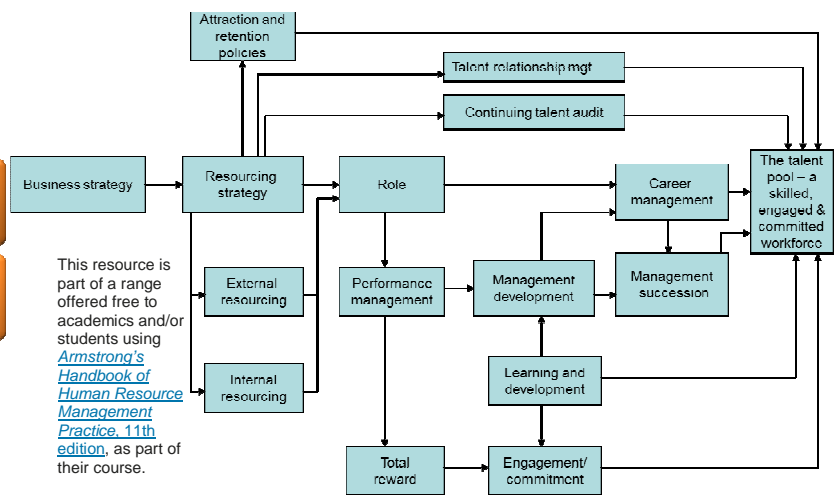 Attraction and
retention
policies
Talent relationship mgt
Continuing talent audit
Business strategy
Resourcing
strategy
Role
Career
management
The talent
pool – a
skilled,
engaged &
committed
workforce
This resource is
part of a range
offered free to
academics and/or
students using
Armstrong's
Handbook of
Human Resource
Management
Practice, 11th
edition, as part of
their course.
External
resourcing
Performance
management
Management
development
Management
succession
Internal
resourcing
Learning and
development
Total
reward
Engagement/
commitment